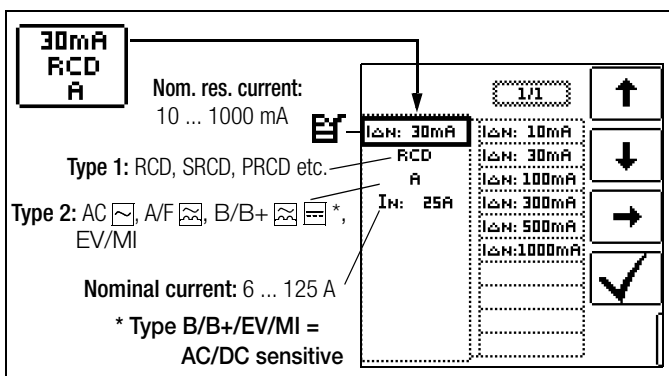 30mA
RCD
A
Nom. res. current:
10 ... 1000 mA
Type 1: RCD, SRCD, PRCD etc.
Type 2: AC, A/F, B/B+ *,
EV/MI
Nominal current: 6 ... 125 A
* Type B/B+/EV/MI =
AC/DC sensitive
1/1
I∆N: 30mA
RCD
A
IN: 25A
I∆N: 10mA
I∆N: 30mA
I∆N: 100mA
I∆N: 300mA
I∆N: 500mA
I∆N:1000mA